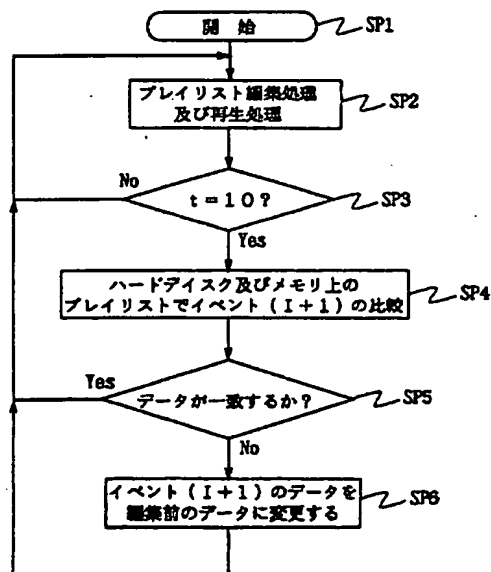 開 始
SP1
プレイリスト編集処理
及び再生処理
SP2
No
t=10?
SP3
Yes
ハードディスク及びメモリ上の
プレイリストでイベント(I+1)の比較
SP4
Yes
データが一致するか?
SP5
No
イベント(I+1)のデータを
編集前のデータに変更する
SP6